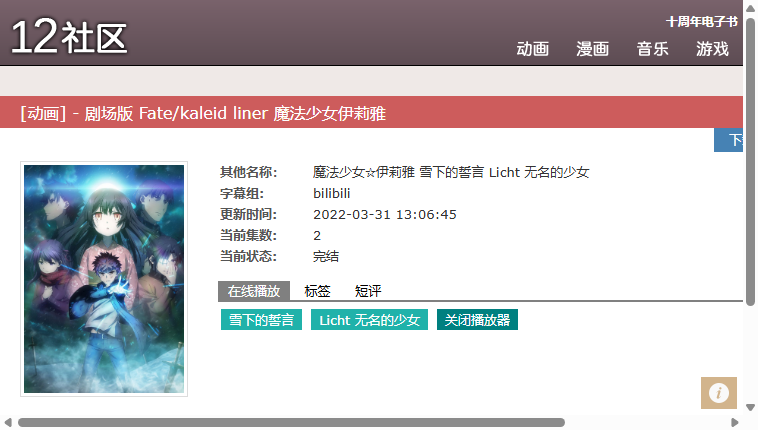 12社区
十周年电子书
动画 漫画 音乐 游戏
[动画] - 剧场版 Fate/kaleid liner 魔法少女伊莉雅
其他名称: 魔法少女☆伊莉雅 雪下的誓言 Licht 无名的少女
字幕组: bilibili
更新时间: 2022-03-31 13:06:45
当前集数: 2
当前状态: 完结
在线播放 标签 短评
雪下的誓言 Licht 无名的少女 关闭播放器